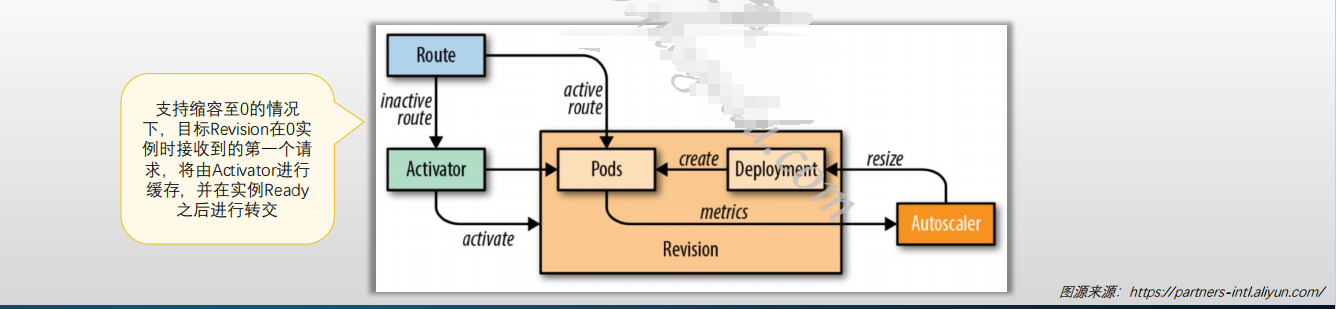 支持缩容至0的情况
下，目标Revision在0实
例时接收到的第一个请
求，将由Activator进行
缓存，并在实例Ready
之后进行转交
Route
inactive
route
active
route
Activator
Pods
create
Deployment
resize
metrics
activate
Revision
Autoscaler
图源来源：https://partners-intl.aliyun.com/